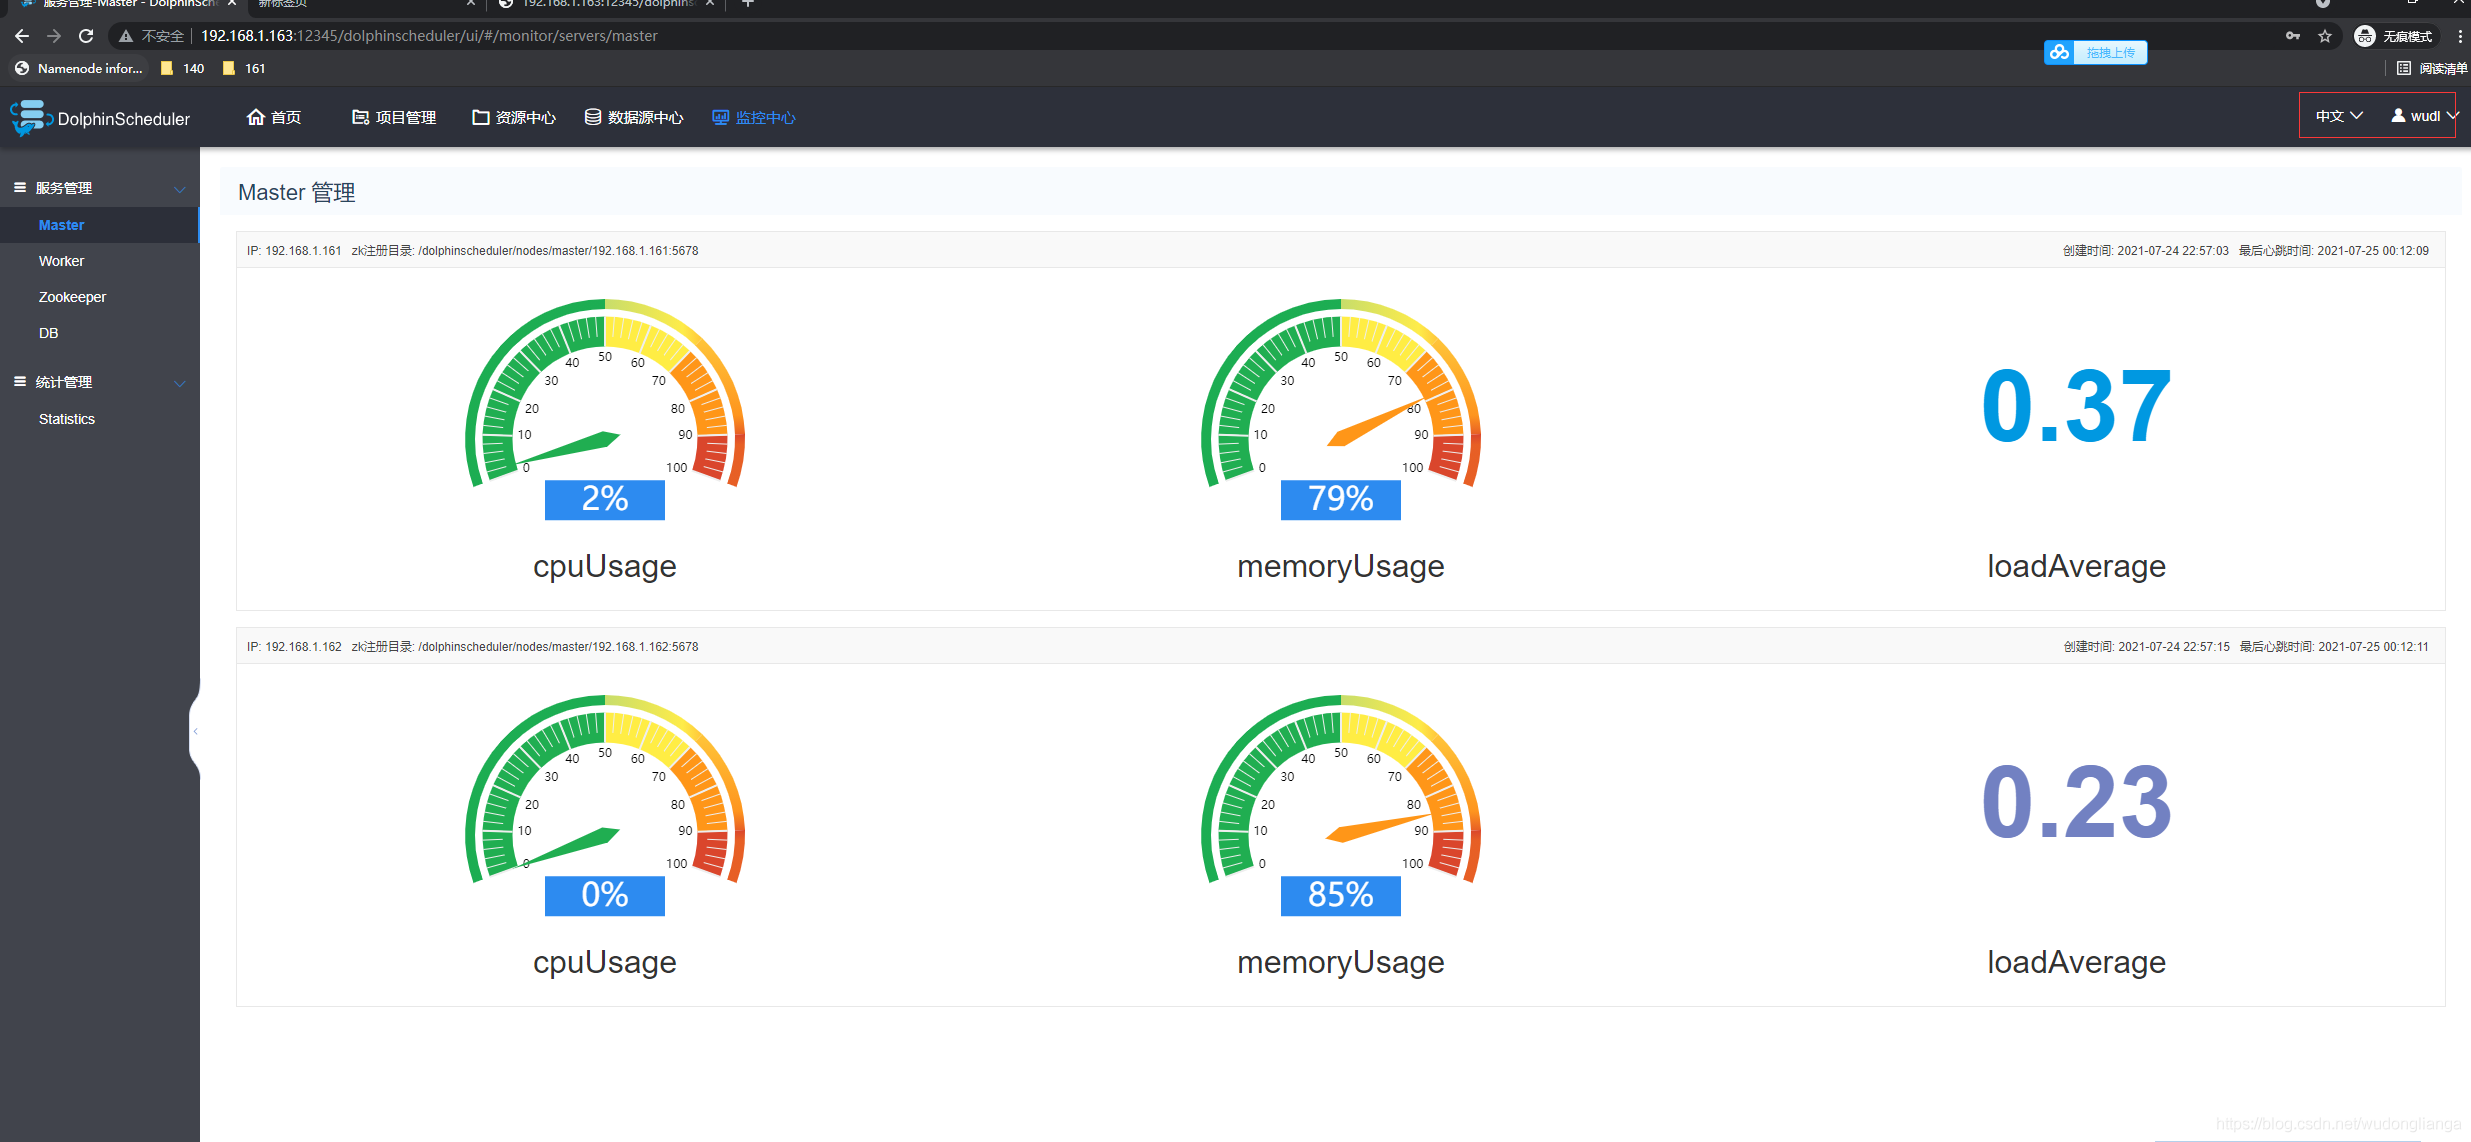 服务管理-Master - DolphinSch
新标签页
192.168.1.163:12345/dolphins
不安全
192.168.1.163:12345/dolphinscheduler/ui/#/monitor/servers/master
无痕模式
拖拽上传
Namenode infor...
140
161
阅读清单
DolphinScheduler
首页
项目管理
资源中心
数据源中心
监控中心
中文
wudl
服务管理
Master
Worker
Zookeeper
DB
统计管理
Statistics
Master 管理
IP: 192.168.1.161 zk注册目录: /dolphinscheduler/nodes/master/192.168.1.161:5678
创建时间: 2021-07-24 22:57:03 最后心跳时间: 2021-07-25 00:12:09
0 10 20 30 40 50 60 70 80 90 100
2%
cpuUsage
0 10 20 30 40 50 60 70 80 90 100
79%
memoryUsage
0.37
loadAverage
IP: 192.168.1.162 zk注册目录: /dolphinscheduler/nodes/master/192.168.1.162:5678
创建时间: 2021-07-24 22:57:15 最后心跳时间: 2021-07-25 00:12:11
0 10 20 30 40 50 60 70 80 90 100
0%
cpuUsage
0 10 20 30 40 50 60 70 80 90 100
85%
memoryUsage
0.23
loadAverage
https://blog.csdn.net/wudonglianga